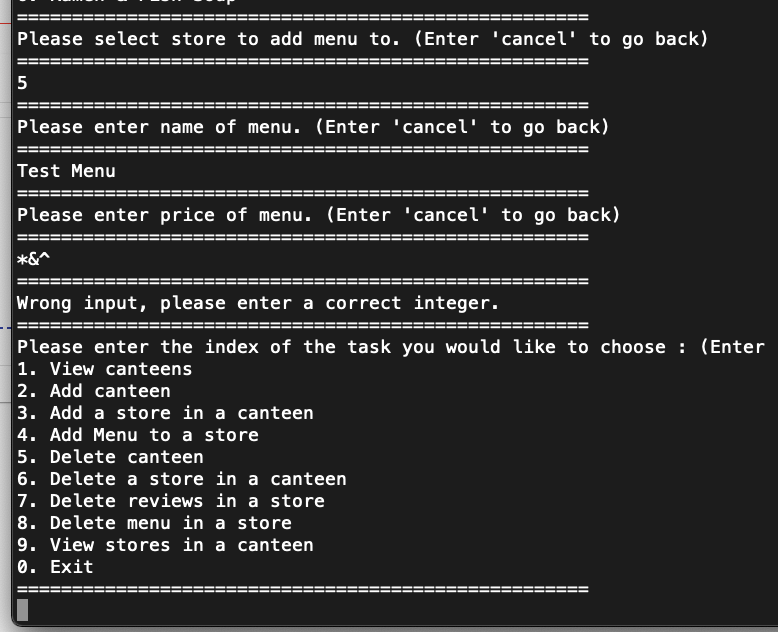 ==================================================
Please select store to add menu to. (Enter 'cancel' to go back)
==================================================
5
==================================================
Please enter name of menu. (Enter 'cancel' to go back)
==================================================
Test Menu
==================================================
Please enter price of menu. (Enter 'cancel' to go back)
==================================================
*&^
==================================================
Wrong input, please enter a correct integer.
==================================================
Please enter the index of the task you would like to choose : (Enter
1. View canteens
2. Add canteen
3. Add a store in a canteen
4. Add Menu to a store
5. Delete canteen
6. Delete a store in a canteen
7. Delete reviews in a store
8. Delete menu in a store
9. View stores in a canteen
0. Exit
==================================================